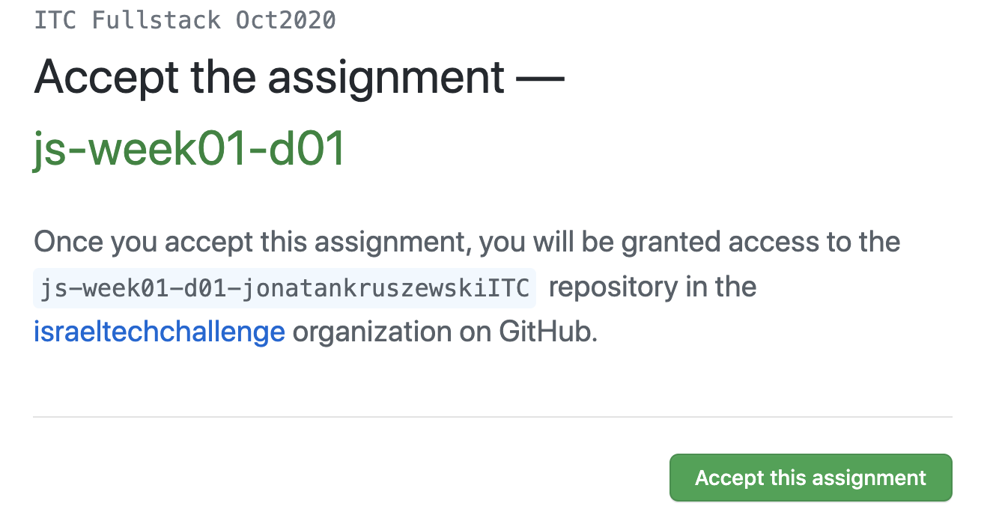 ITC Fullstack Oct2020
Accept the assignment —
js-week01-d01
Once you accept this assignment, you will be granted access to the
js-week01-d01-jonatankruszewskiITC repository in the
israeltechchallenge organization on GitHub.
Accept this assignment